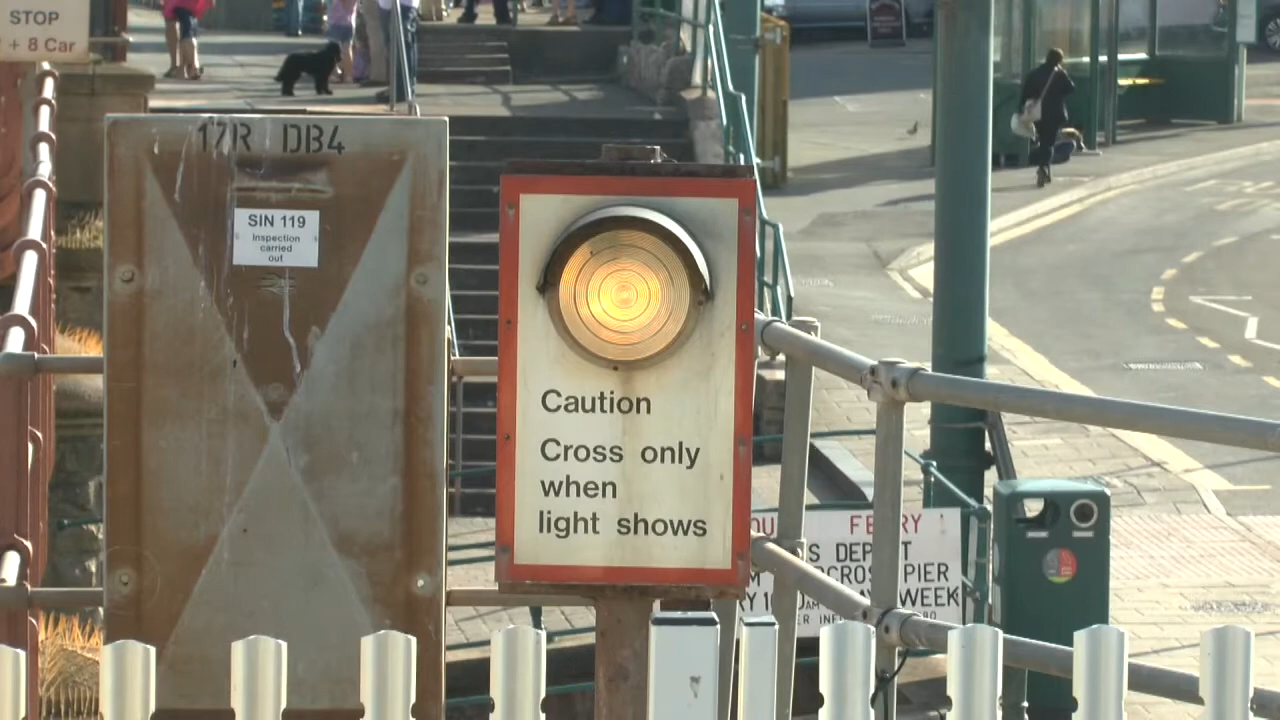 STOP
+ 8 Car
17R DB4
SIN 119
Inspection
carried
out
Caution
Cross only
when
light shows
FERRY
S DEPART
ACROSS PIER
WEEK